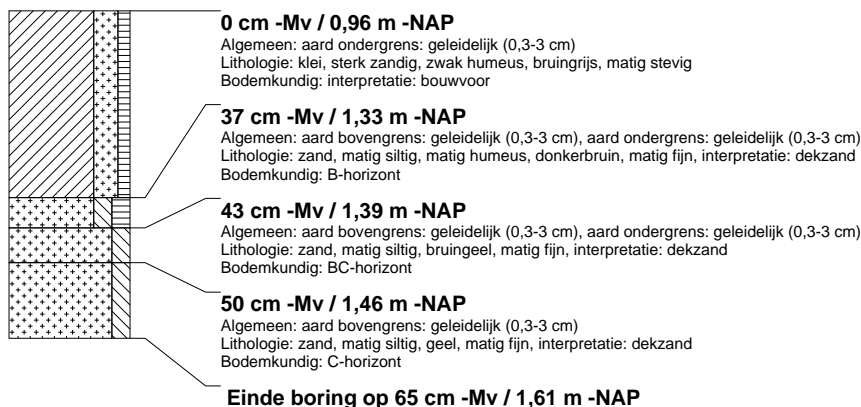 0 cm -Mv / 0,96 m -NAP
Algemeen: aard ondergrens: geleidelijk (0,3-3 cm)
Lithologie: klei, sterk zandig, zwak humeus, bruingrijs, matig stevig
Bodemkundig: interpretatie: bouwvoor
37 cm -Mv / 1,33 m -NAP
Algemeen: aard bovengrens: geleidelijk (0,3-3 cm), aard ondergrens: geleidelijk (0,3-3 cm)
Lithologie: zand, matig siltig, matig humeus, donkerbruin, matig fijn, interpretatie: dekzand
Bodemkundig: B-horizont
43 cm -Mv / 1,39 m -NAP
Algemeen: aard bovengrens: geleidelijk (0,3-3 cm), aard ondergrens: geleidelijk (0,3-3 cm)
Lithologie: zand, matig siltig, bruingeel, matig fijn, interpretatie: dekzand
Bodemkundig: BC-horizont
50 cm -Mv / 1,46 m -NAP
Algemeen: aard bovengrens: geleidelijk (0,3-3 cm)
Lithologie: zand, matig siltig, geel, matig fijn, interpretatie: dekzand
Bodemkundig: C-horizont
Einde boring op 65 cm -Mv / 1,61 m -NAP